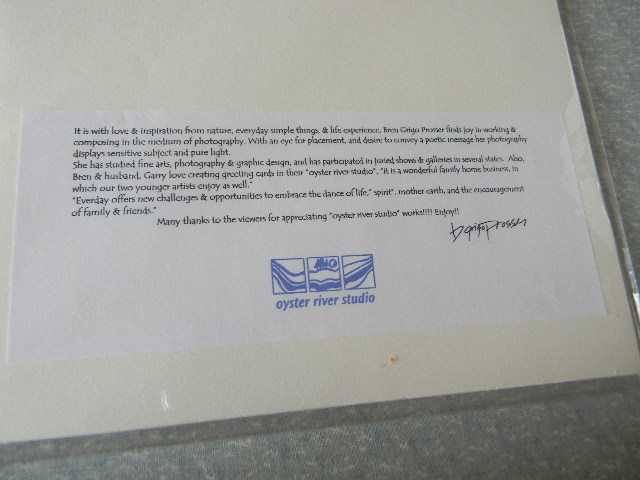 It is with love & inspiration from nature, everyday simple things, & life experience, Bren Grigo Prosser finds joy in working &
composing in the medium of photography. With an eye for placement, and desire to convey a poetic message her photography
displays sensitive subject and pure light.
She has studied fine arts, photography & graphic design, and has participated in juried shows & galleries in several states. Also,
Bren & husband, Garry love creating greeting cards in their "oyster river studio". "it is a wonderful family home business, in
which our two younger artists enjoy as well."
"Everday offers new challenges & opportunities to embrace the dance of life," spirit", mother earth, and the encouragement
of family & friends."
Many thanks to the viewers for appreciating "oyster river studio" works!!!! Enjoy!!
b grigo prosser
oyster river studio